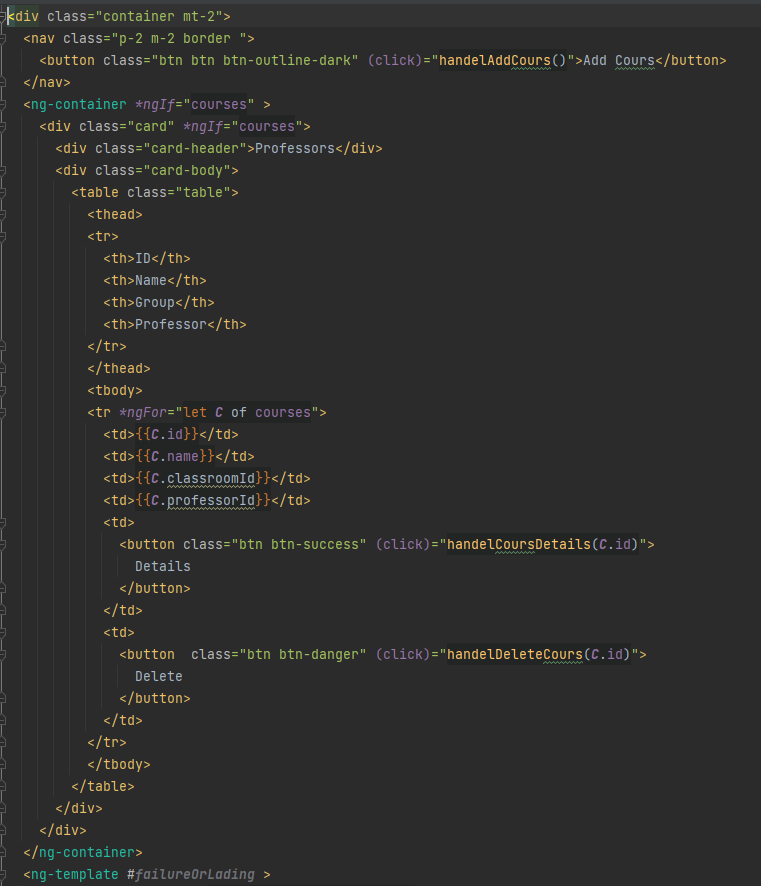 <div class="container mt-2">
<nav class="p-2 m-2 border ">
<button class="btn btn btn-outline-dark" (click)="handelAddCours()">Add Cours</button>
</nav>
<ng-container *ngIf="courses" >
<div class="card" *ngIf="courses">
<div class="card-header">Professors</div>
<div class="card-body">
<table class="table">
<thead>
<tr>
<th>ID</th>
<th>Name</th>
<th>Group</th>
<th>Professor</th>
</tr>
</thead>
<tbody>
<tr *ngFor="let C of courses">
<td>{{C.id}}</td>
<td>{{C.name}}</td>
<td>{{C.classroomId}}</td>
<td>{{C.professorId}}</td>
<td>
<button class="btn btn-success" (click)="handelCoursDetails(C.id)">
Details
</button>
</td>
<td>
<button  class="btn btn-danger" (click)="handelDeleteCours(C.id)">
Delete
</button>
</td>
</tr>
</tbody>
</table>
</div>
</div>
</ng-container>
<ng-template #failureOrLading >